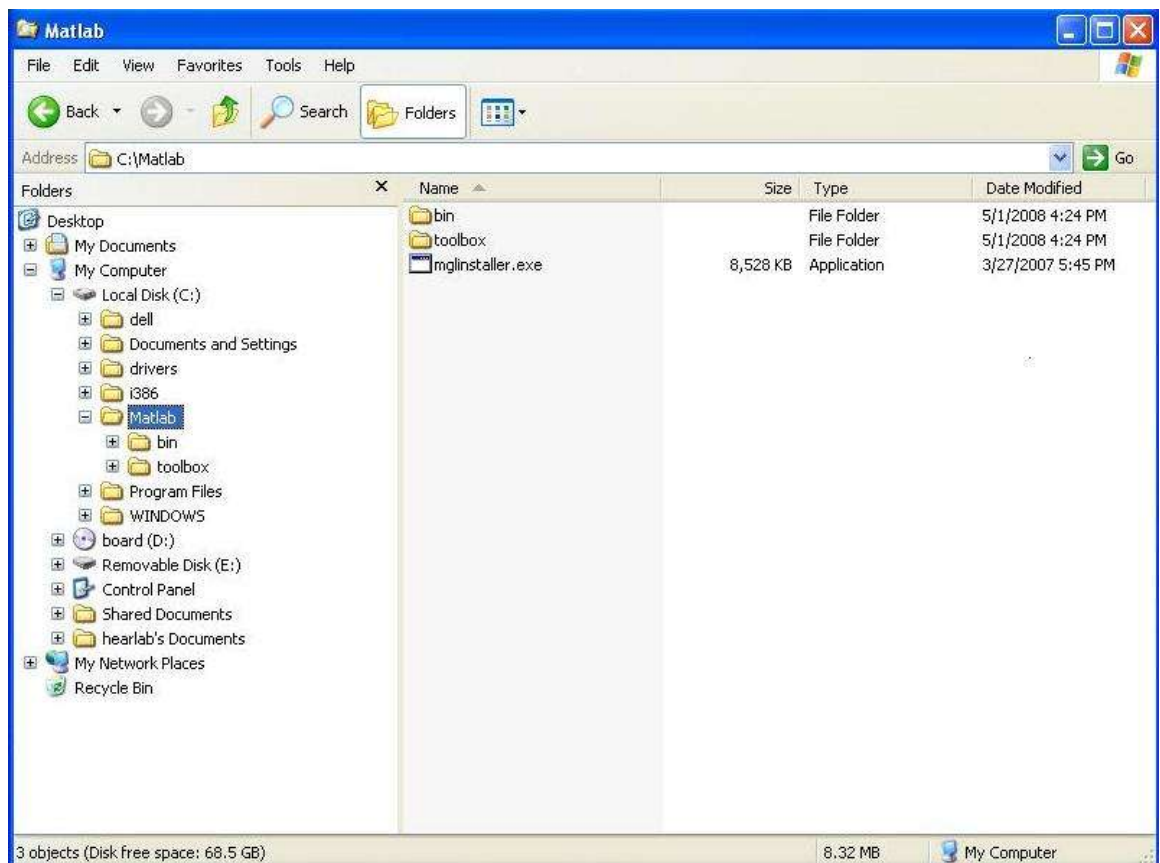 Matlab
File Edit View Favorites Tools Help
Back Search Folders
Address C:\Matlab Go
Folders X
Desktop
My Documents
My Computer
Local Disk (C:)
dell
Documents and Settings
drivers
i386
Matlab
bin
toolbox
Program Files
WINDOWS
board (D:)
Removable Disk (E:)
Control Panel
Shared Documents
hearlab's Documents
My Network Places
Recycle Bin
Name Size Type Date Modified
bin File Folder 5/1/2008 4:24 PM
toolbox File Folder 5/1/2008 4:24 PM
mglinstaller.exe 8,528 KB Application 3/27/2007 5:45 PM
3 objects (Disk free space: 68.5 GB) 8.32 MB My Computer